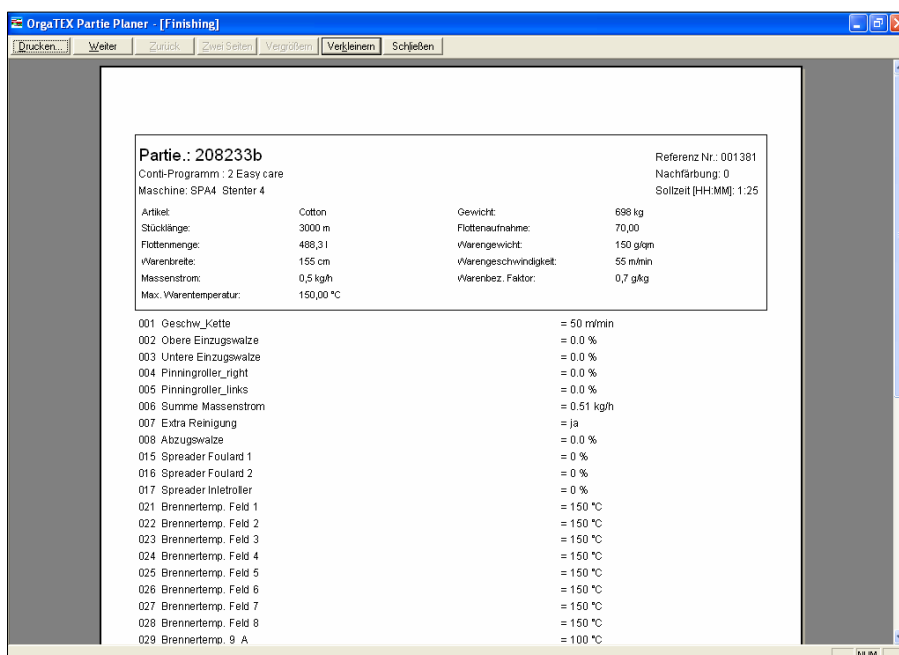 OrgaTEX Partie Planer - [Finishing]
Drucken... Weiter Zurück Zwei Seiten Vergrößern Verkleinern Schließen
Partie.: 208233b Referenz Nr.: 001381
Conti-Programm : 2 Easy care Nachfärbung: 0
Maschine: SPA4 Stenter 4 Sollzeit [HH:MM]: 1:25
Artikel: Cotton Gewicht: 698 kg
Stücklänge: 3000 m Flottenaufnahme: 70,00
Flottenmenge: 488,3 l Warengewicht: 150 g/qm
Warenbreite: 155 cm Warengeschwindigkeit: 55 m/min
Massenstrom: 0,5 kg/h Warenbez. Faktor: 0,7 g/kg
Max. Warentemperatur: 150,00 °C
001 Geschw_Kette = 50 m/min
002 Obere Einzugswalze = 0.0 %
003 Untere Einzugswalze = 0.0 %
004 Pinningroller_right = 0.0 %
005 Pinningroller_links = 0.0 %
006 Summe Massenstrom = 0.51 kg/h
007 Extra Reinigung = ja
008 Abzugswalze = 0.0 %
015 Spreader Foulard 1 = 0 %
016 Spreader Foulard 2 = 0 %
017 Spreader Inletroller = 0 %
021 Brennertemp. Feld 1 = 150 °C
022 Brennertemp. Feld 2 = 150 °C
023 Brennertemp. Feld 3 = 150 °C
024 Brennertemp. Feld 4 = 150 °C
025 Brennertemp. Feld 5 = 150 °C
026 Brennertemp. Feld 6 = 150 °C
027 Brennertemp. Feld 7 = 150 °C
028 Brennertemp. Feld 8 = 150 °C
029 Brennertemp. 9_A = 100 °C
NUM